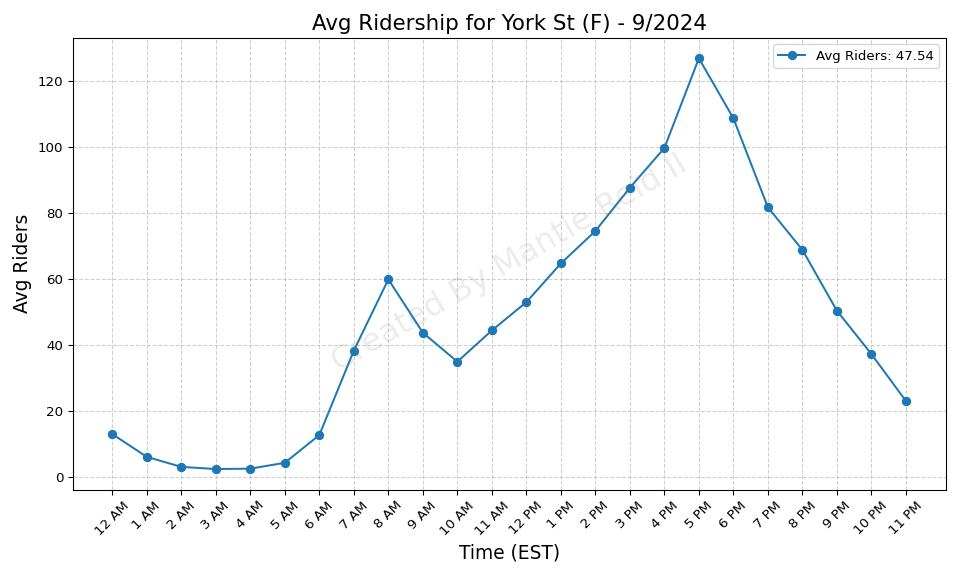 Avg Ridership for York St (F) - 9/2024
Avg Riders: 47.54
Avg Riders
120
100
80
60
40
20
0
Created By Mantle Reid II
12 AM
1 AM
2 AM
3 AM
4 AM
5 AM
6 AM
7 AM
8 AM
9 AM
10 AM
11 AM
12 PM
1 PM
2 PM
3 PM
4 PM
5 PM
6 PM
7 PM
8 PM
9 PM
10 PM
11 PM
Time (EST)